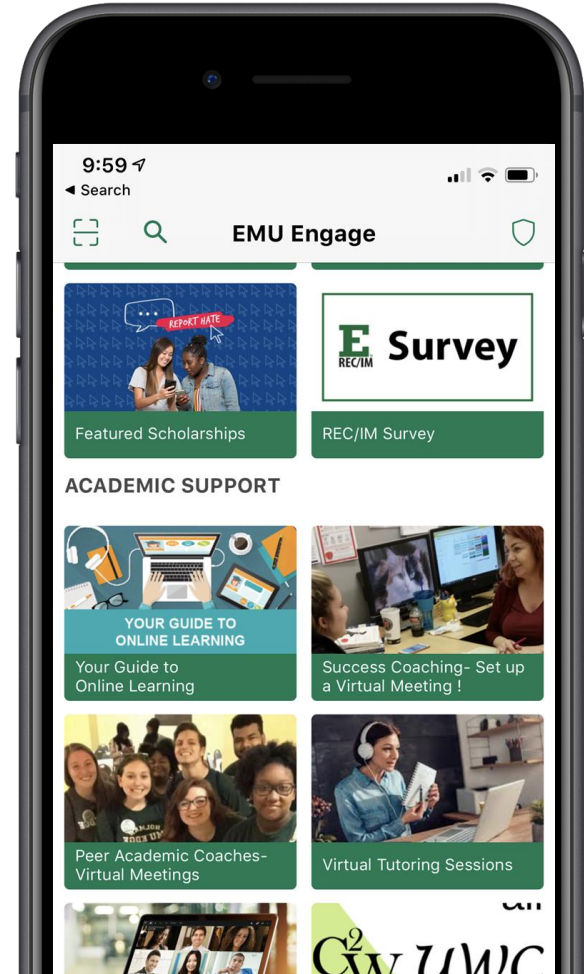 9:59
Search
EMU Engage
REPORT HATE
E Survey
REC/IM
Featured Scholarships
REC/IM Survey
ACADEMIC SUPPORT
YOUR GUIDE TO
ONLINE LEARNING
Your Guide to
Online Learning
Success Coaching- Set up
a Virtual Meeting !
Peer Academic Coaches-
Virtual Meetings
Virtual Tutoring Sessions
C2W UWC